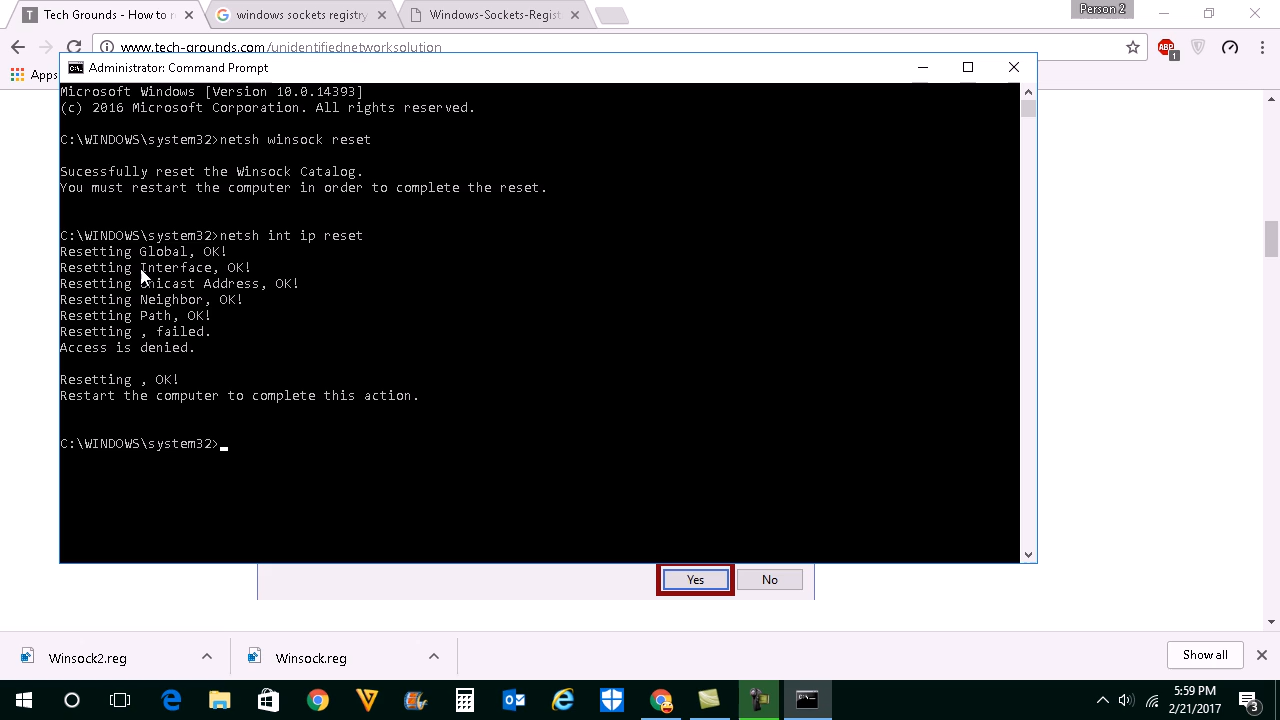 Tech Grounds - How to r
windows sockets registry
Windows-Sockets-Regist
Person 2
www.tech-grounds.com/unidentifiednetworksolution
ABP
1
Apps
Administrator: Command Prompt
Microsoft Windows [Version 10.0.14393]
(c) 2016 Microsoft Corporation. All rights reserved.
C:\WINDOWS\system32>netsh winsock reset
Sucessfully reset the Winsock Catalog.
You must restart the computer in order to complete the reset.
C:\WINDOWS\system32>netsh int ip reset
Resetting Global, OK!
Resetting Interface, OK!
Resetting Unicast Address, OK!
Resetting Neighbor, OK!
Resetting Path, OK!
Resetting , failed.
Access is denied.
Resetting , OK!
Restart the computer to complete this action.
C:\WINDOWS\system32>
Yes
No
Winsock2.reg
Winsock.reg
Show all
5:59 PM
2/21/2017
3